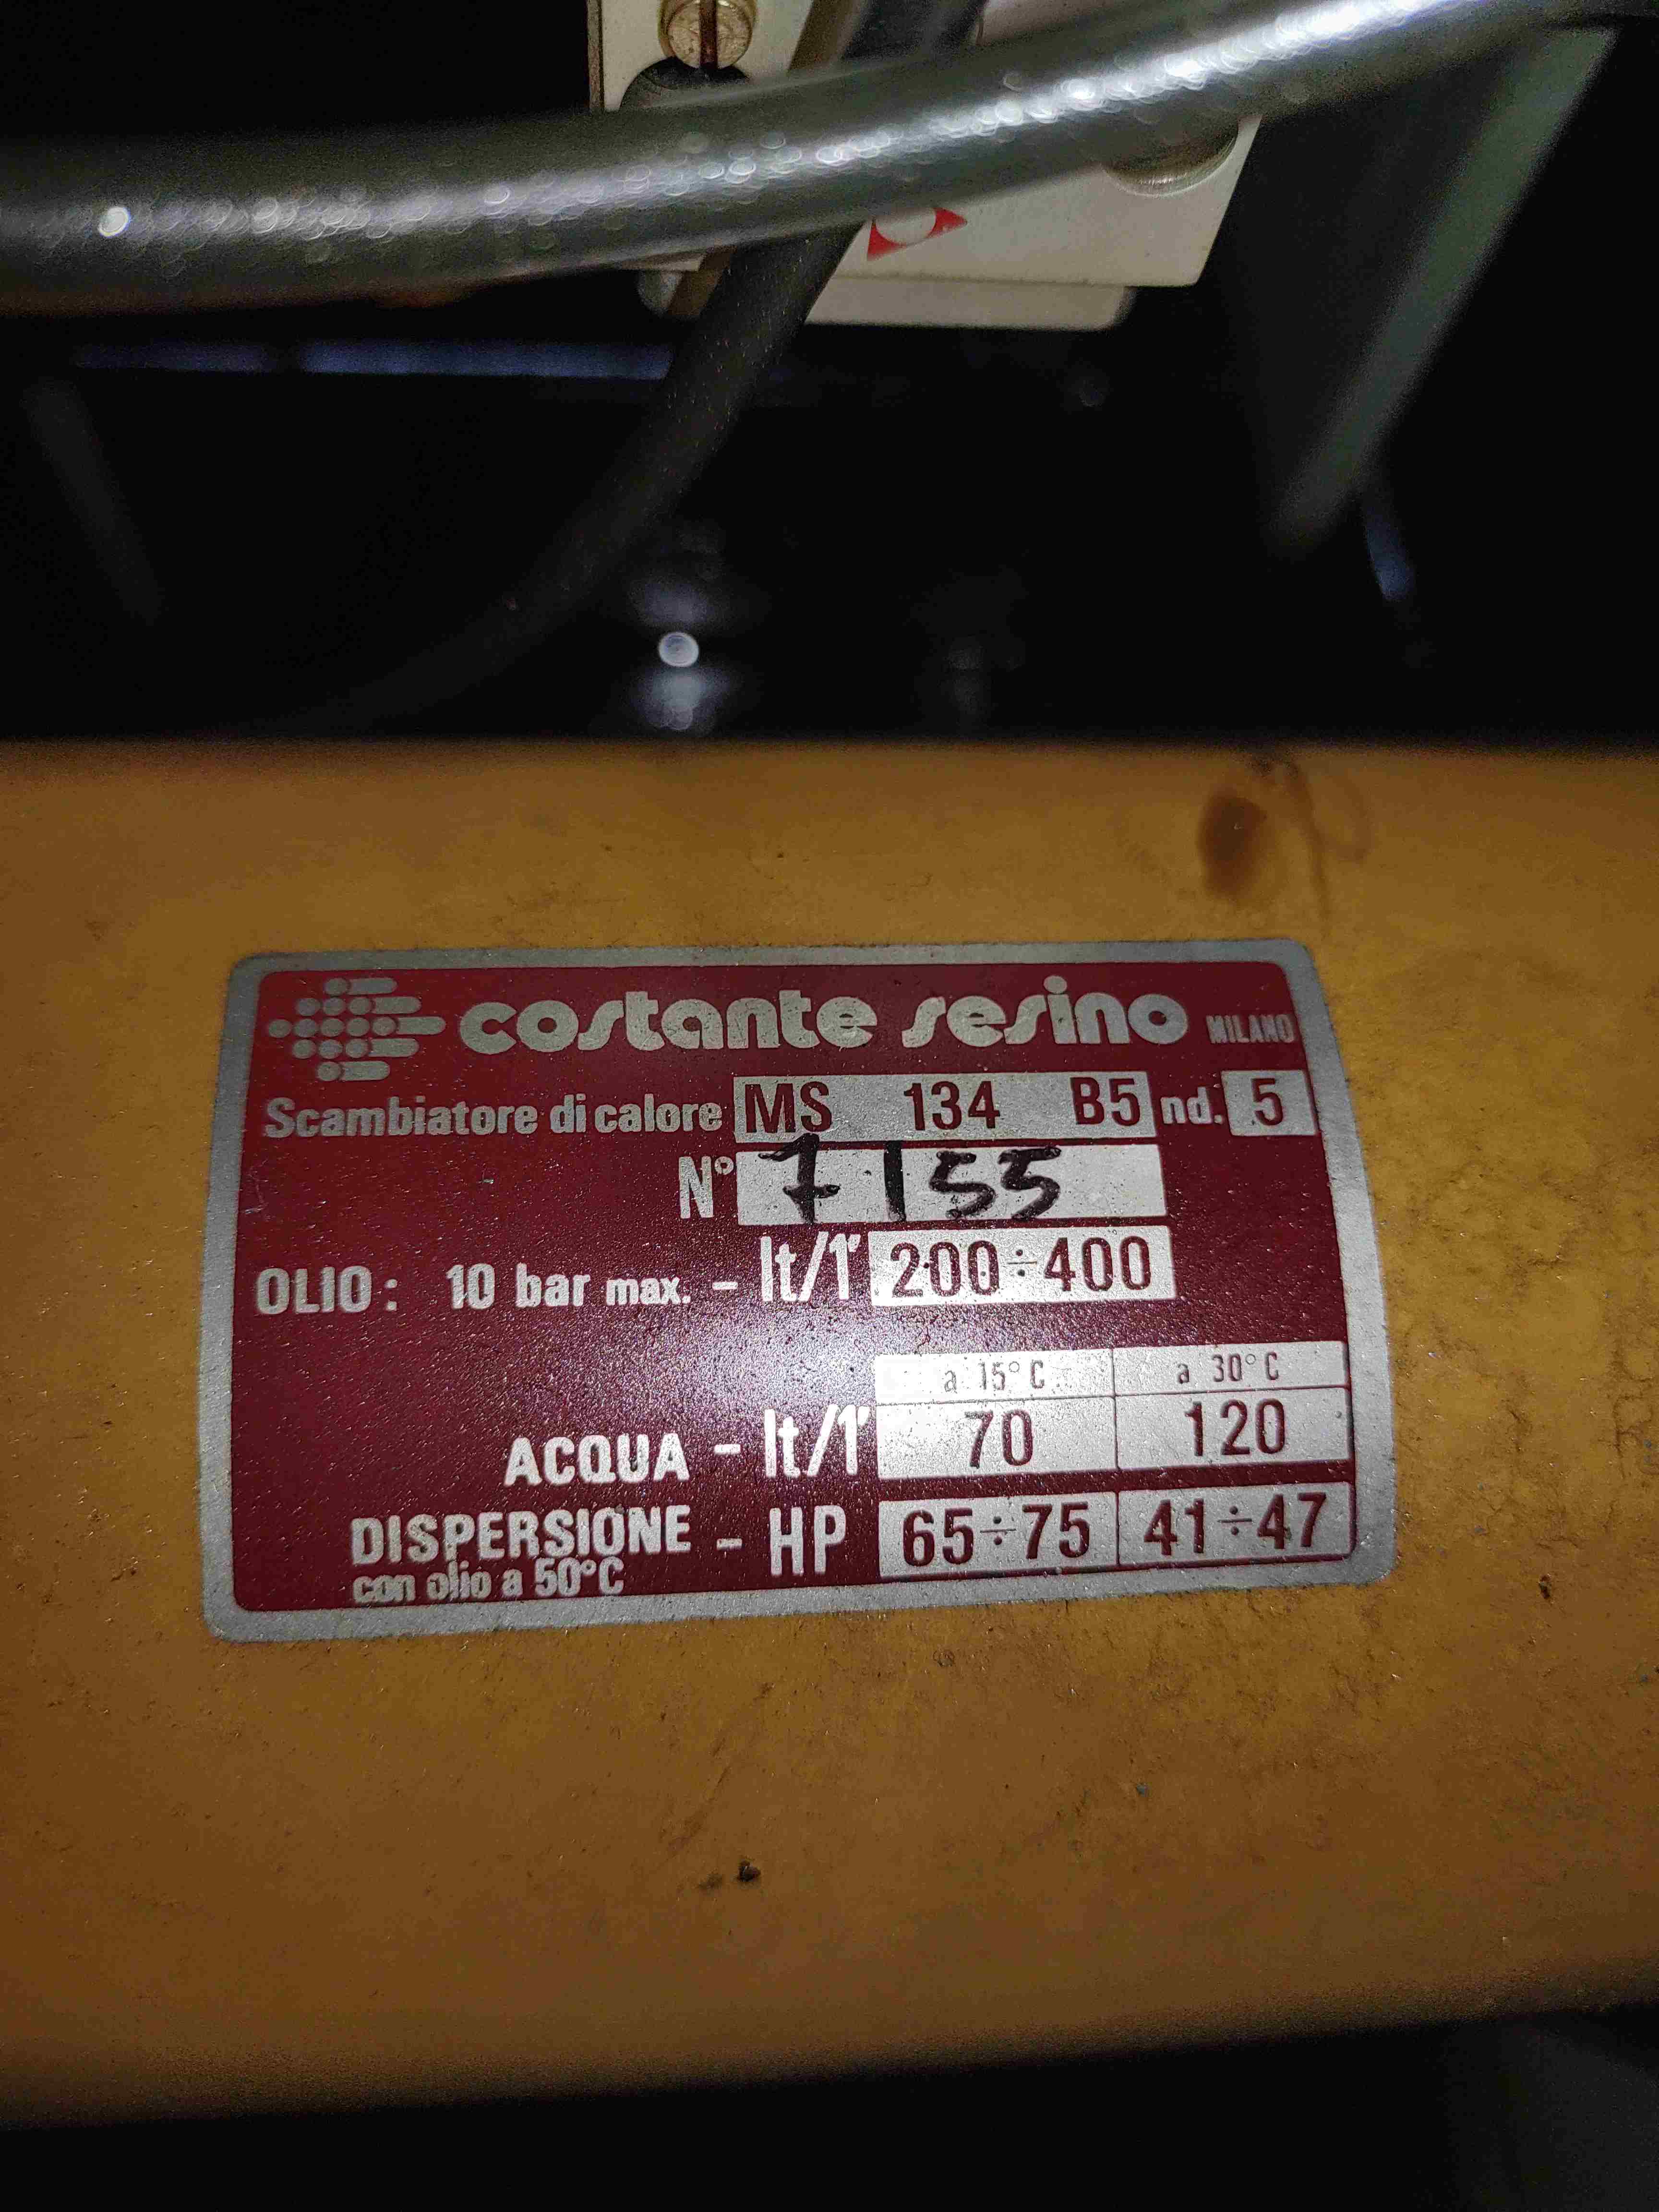 costante sesino MILANO
Scambiatore di calore MS 134 B5 nd. 5
N° 7155
OLIO: 10 bar max. - lt/1' 200÷400
a 15°C a 30°C
ACQUA - lt/1' 70 120
DISPERSIONE - HP 65÷75 41÷47
con olio a 50°C